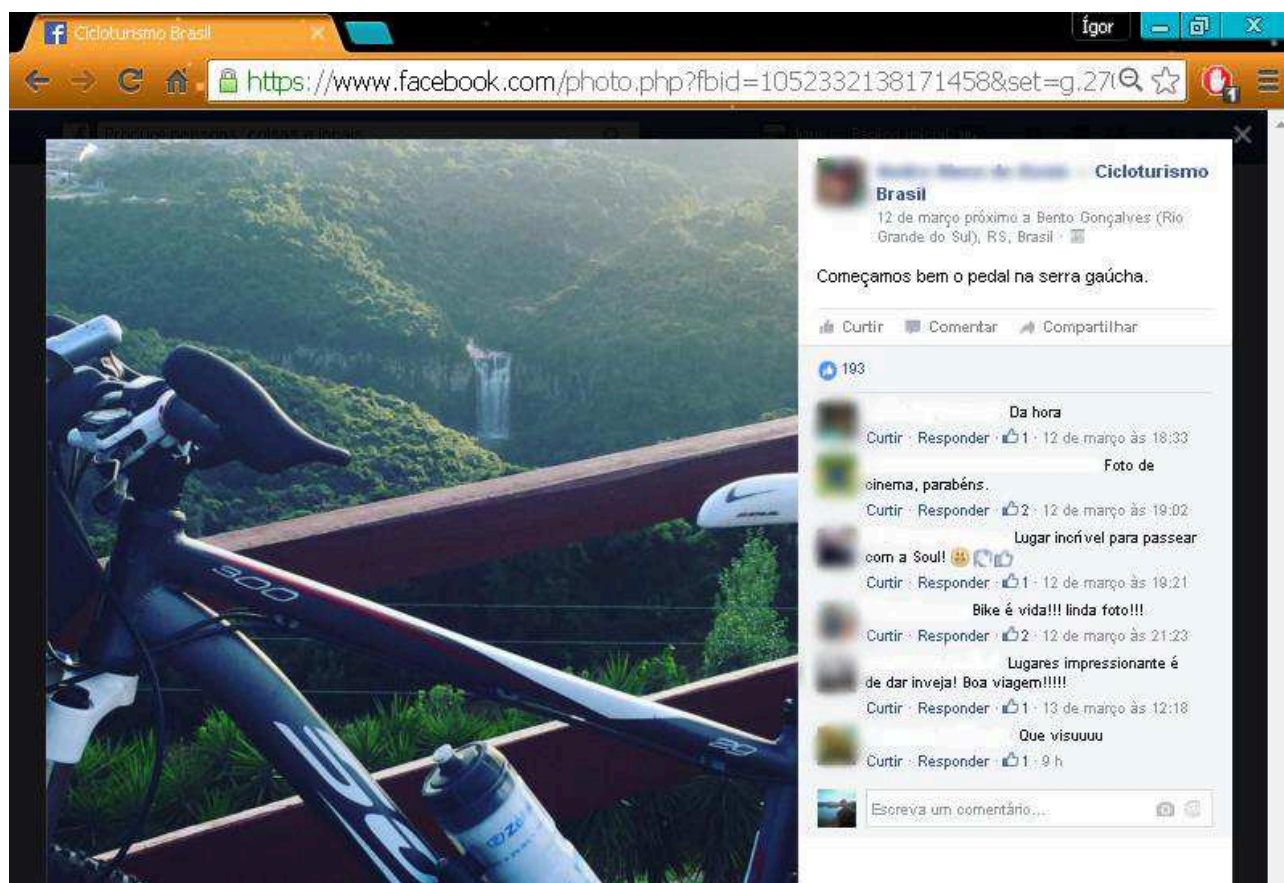 Cicloturismo Brasil
Ígor
https://www.facebook.com/photo.php?fbid=1052332138171458&set=g.27(
Cicloturismo
Brasil
12 de março próximo a Bento Gonçalves (Rio
Grande do Sul), RS, Brasil ·
Começamos bem o pedal na serra gaúcha.
Curtir Comentar Compartilhar
193
Da hora
Curtir · Responder · 1 · 12 de março às 18:33
Foto de
cinema, parabéns.
Curtir · Responder · 2 · 12 de março às 19:02
Lugar incrível para passear
com a Soul!
Curtir · Responder · 1 · 12 de março às 19:21
Bike é vida!!! linda foto!!!
Curtir · Responder · 2 · 12 de março às 21:23
Lugares impressionante é
de dar inveja! Boa viagem!!!!!
Curtir · Responder · 1 · 13 de março às 12:18
Que visuuuu
Curtir · Responder · 1 · 9 h
Escreva um comentário...
300
29